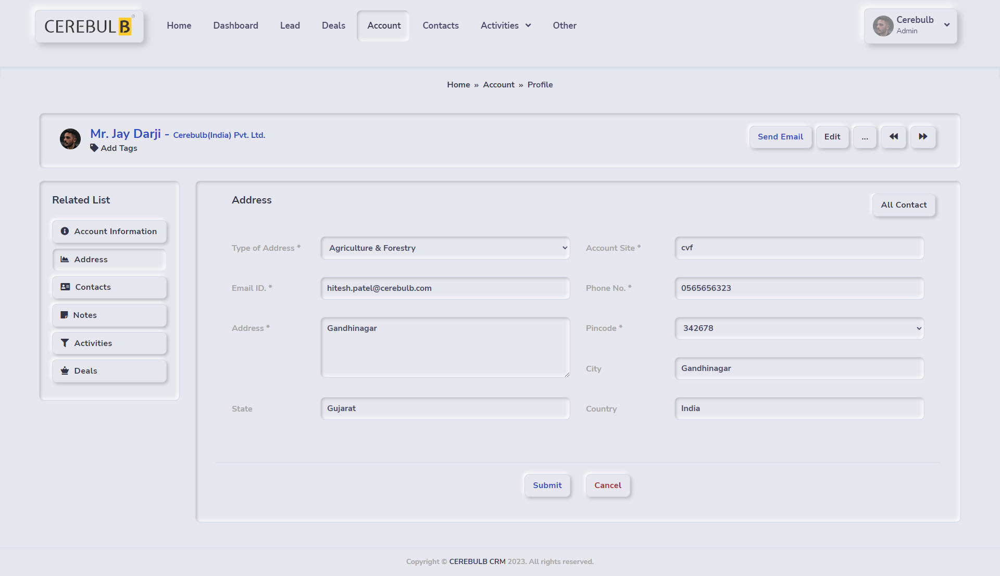 CEREBULB®
Home
Dashboard
Lead
Deals
Account
Contacts
Activities
Other
Cerebulb
Admin
Home » Account » Profile
Mr. Jay Darji - Cerebulb(India) Pvt. Ltd.
Add Tags
Send Email
Edit
...
Related List
Account Information
Address
Contacts
Notes
Activities
Deals
Address
All Contact
Type of Address *
Agriculture & Forestry
Account Site *
cvf
Email ID. *
hitesh.patel@cerebulb.com
Phone No. *
0565656323
Address *
Gandhinagar
Pincode *
342678
City
Gandhinagar
State
Gujarat
Country
India
Submit
Cancel
Copyright © CEREBULB CRM 2023. All rights reserved.